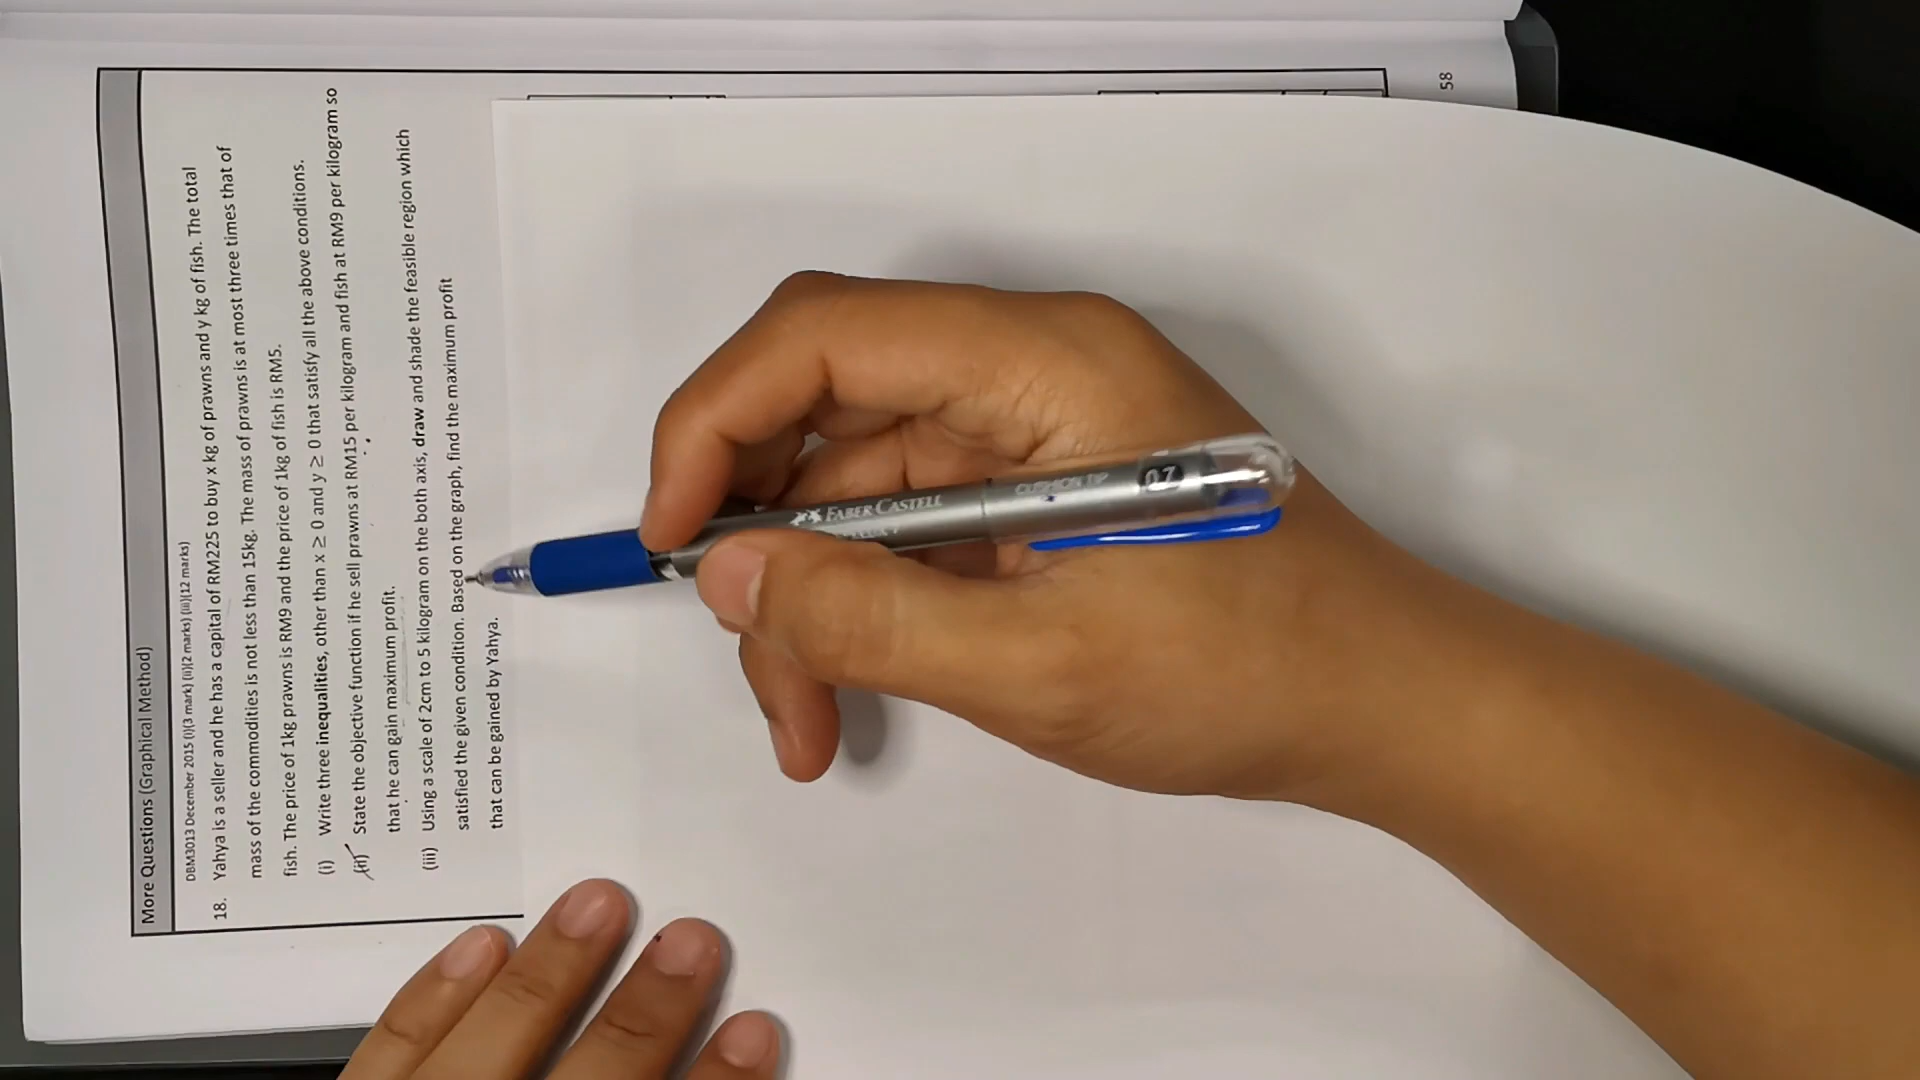 More Questions (Graphical Method)
DBM3013 December 2015 (i)(3 mark) (ii)(2 marks) (iii)(12 marks)
18. Yahya is a seller and he has a capital of RM225 to buy x kg of prawns and y kg of fish. The total
mass of the commodities is not less than 15kg. The mass of prawns is at most three times that of
fish. The price of 1kg prawns is RM9 and the price of 1kg of fish is RM5.
(i) Write three inequalities, other than x ≥ 0 and y ≥ 0 that satisfy all the above conditions.
(ii) State the objective function if he sell prawns at RM15 per kilogram and fish at RM9 per kilogram so
that he can gain maximum profit.
(iii) Using a scale of 2cm to 5 kilogram on the both axis, draw and shade the feasible region which
satisfied the given condition. Based on the graph, find the maximum profit
that can be gained by Yahya.
58
FABER CASTELL
CUSHION TIP
0.7